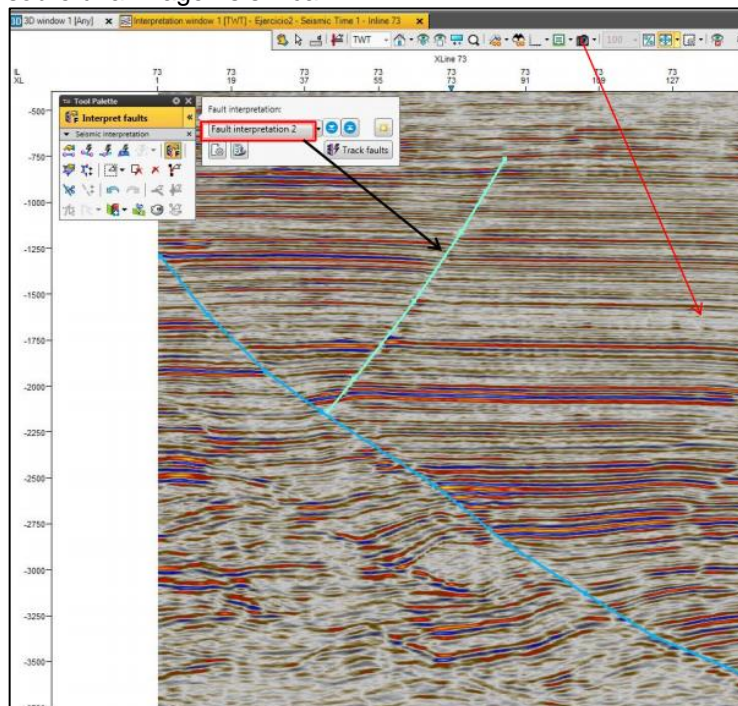 3D window 1 [Any] Interpretation window 1 [TWT] - Ejercicio2 - Seismic Time 1 - Inline 73
TWT 100
XLine 73
IL 73 73 73 73 73 73 73 73
XL 1 19 37 55 73 91 109 127
Tool Palette
Interpret faults
Seismic interpretation
Fault interpretation:
Fault interpretation 2
Track faults
-500
-750
-1000
-1250
-1500
-1750
-2000
-2250
-2500
-2750
-3000
-3250
-3500